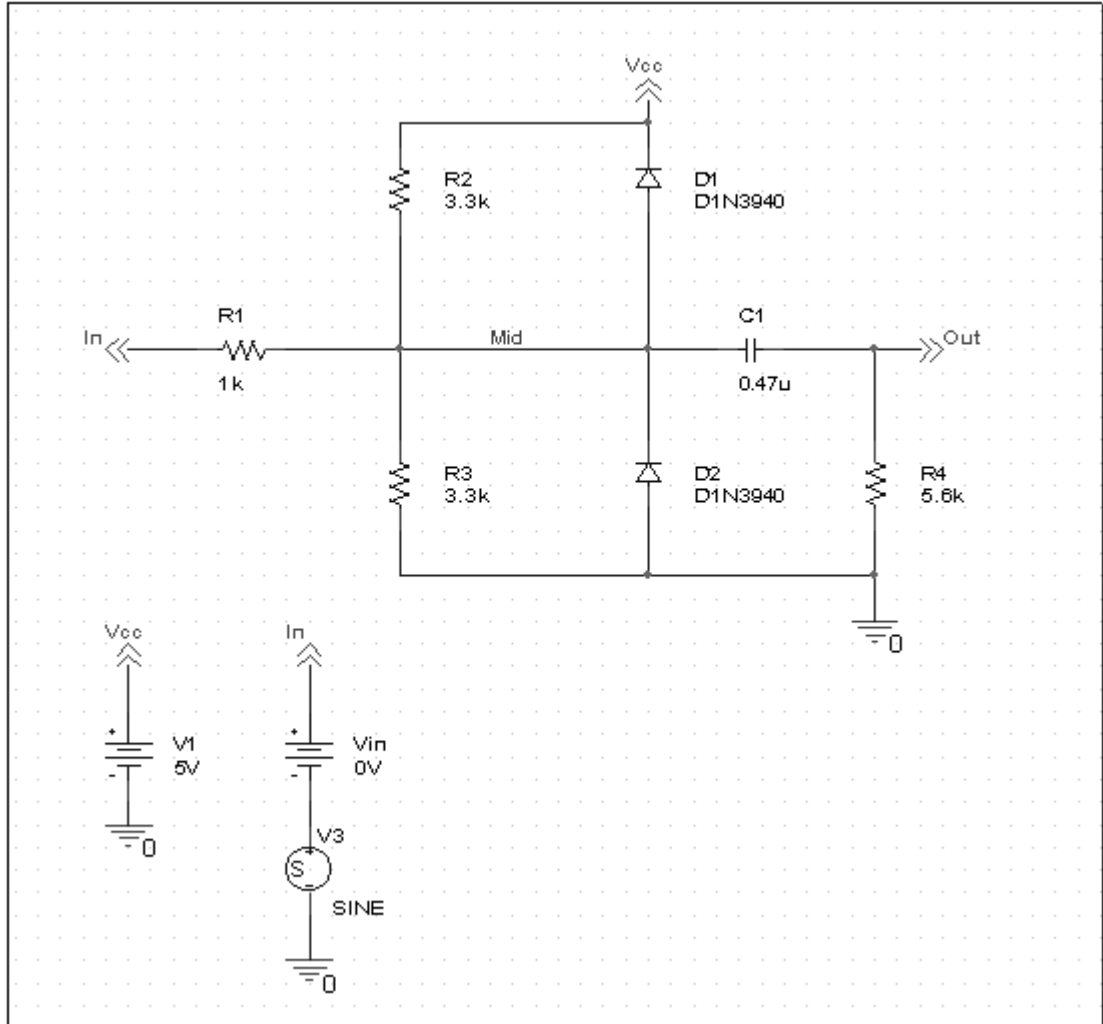 Vcc
R2
3.3k
D1
D1N3940
R1
In
Mid
C1
Out
1k
0.47u
R3
3.3k
D2
D1N3940
R4
5.6k
0
Vcc
In
+
V1
5V
-
0
+
Vin
0V
-
V3
+
S
-
SINE
0